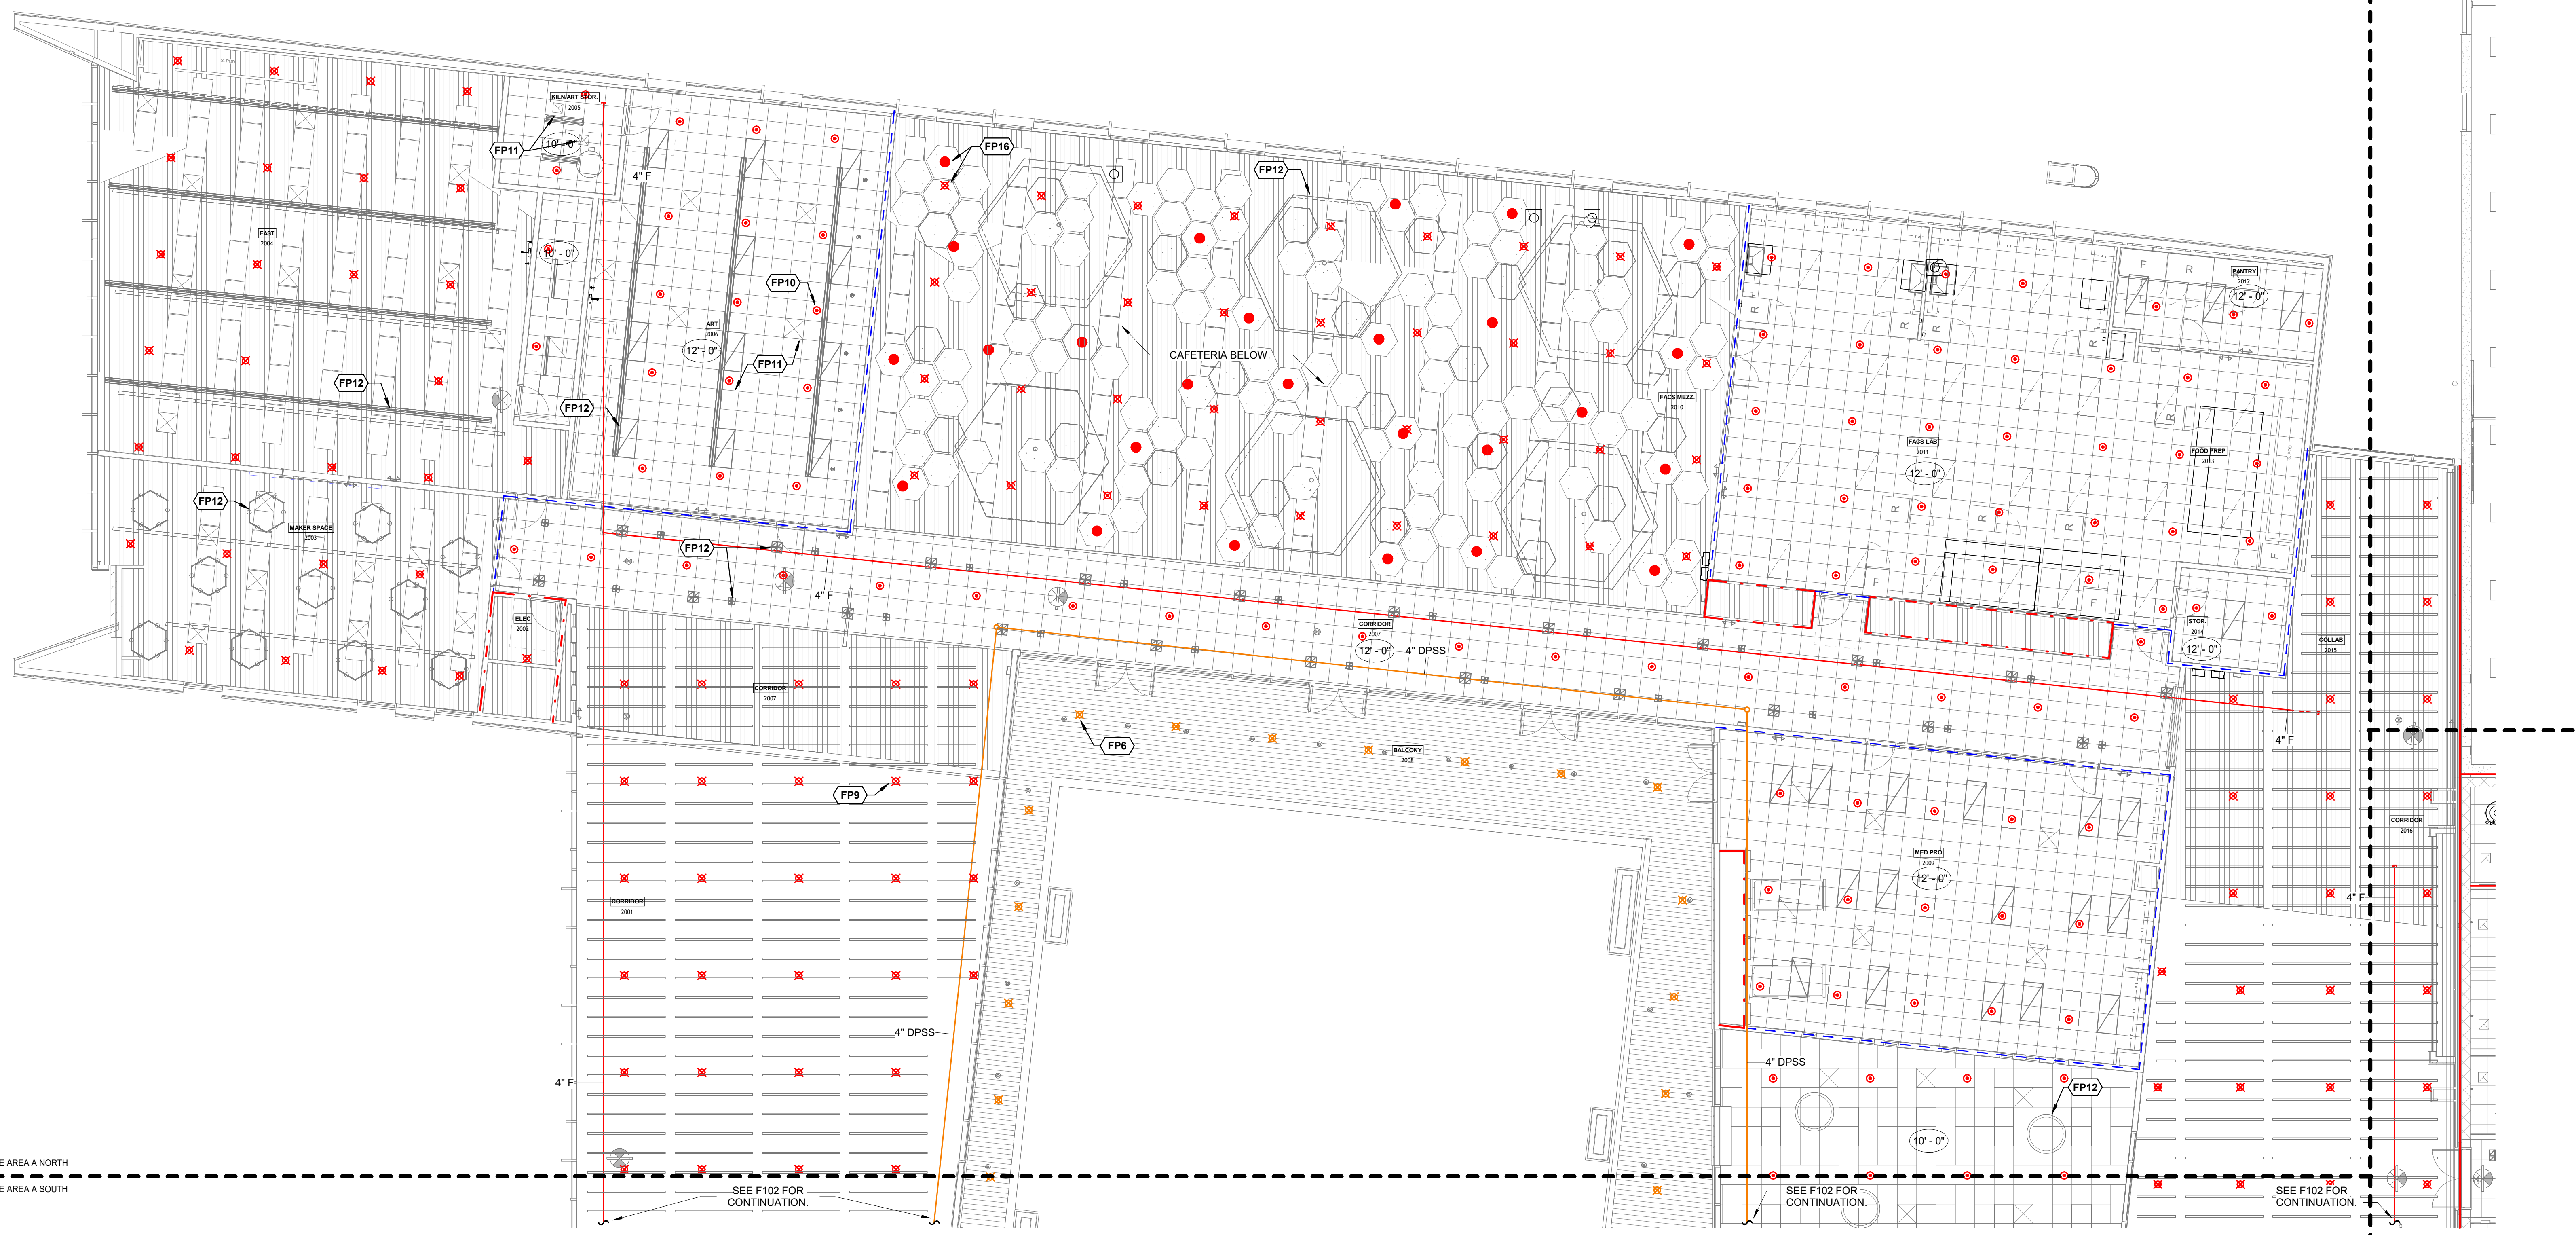 KILN/ART STOR.
2005
FP11
10' - 0"
4" F
FP16
FP12
EAST
2004
10' - 0"
FP10
ART
2006
12' - 0"
FP11
FP12
FP12
CAFETERIA BELOW
FACS MEZZ.
2010
F
R
R
PANTRY
2012
12' - 0"
R
R
R
R
R
FACS LAB
2011
12' - 0"
FOOD PREP
2013
R
R
R
F
F
F
FP12
MAKER SPACE
2003
FP12
4" F
ELEC
2002
CORRIDOR
2007
12' - 0"
4" DPSS
STOR.
2014
12' - 0"
COLLAB
2015
CORRIDOR
2007
FP6
BALCONY
2008
4" F
FP9
CORRIDOR
2016
MED PRO
2009
12' - 0"
4" F
CORRIDOR
2001
4" DPSS
4" DPSS
4" F
FP12
10' - 0"
E AREA A NORTH
E AREA A SOUTH
SEE F102 FOR
CONTINUATION.
SEE F102 FOR
CONTINUATION.
SEE F102 FOR
CONTINUATION.